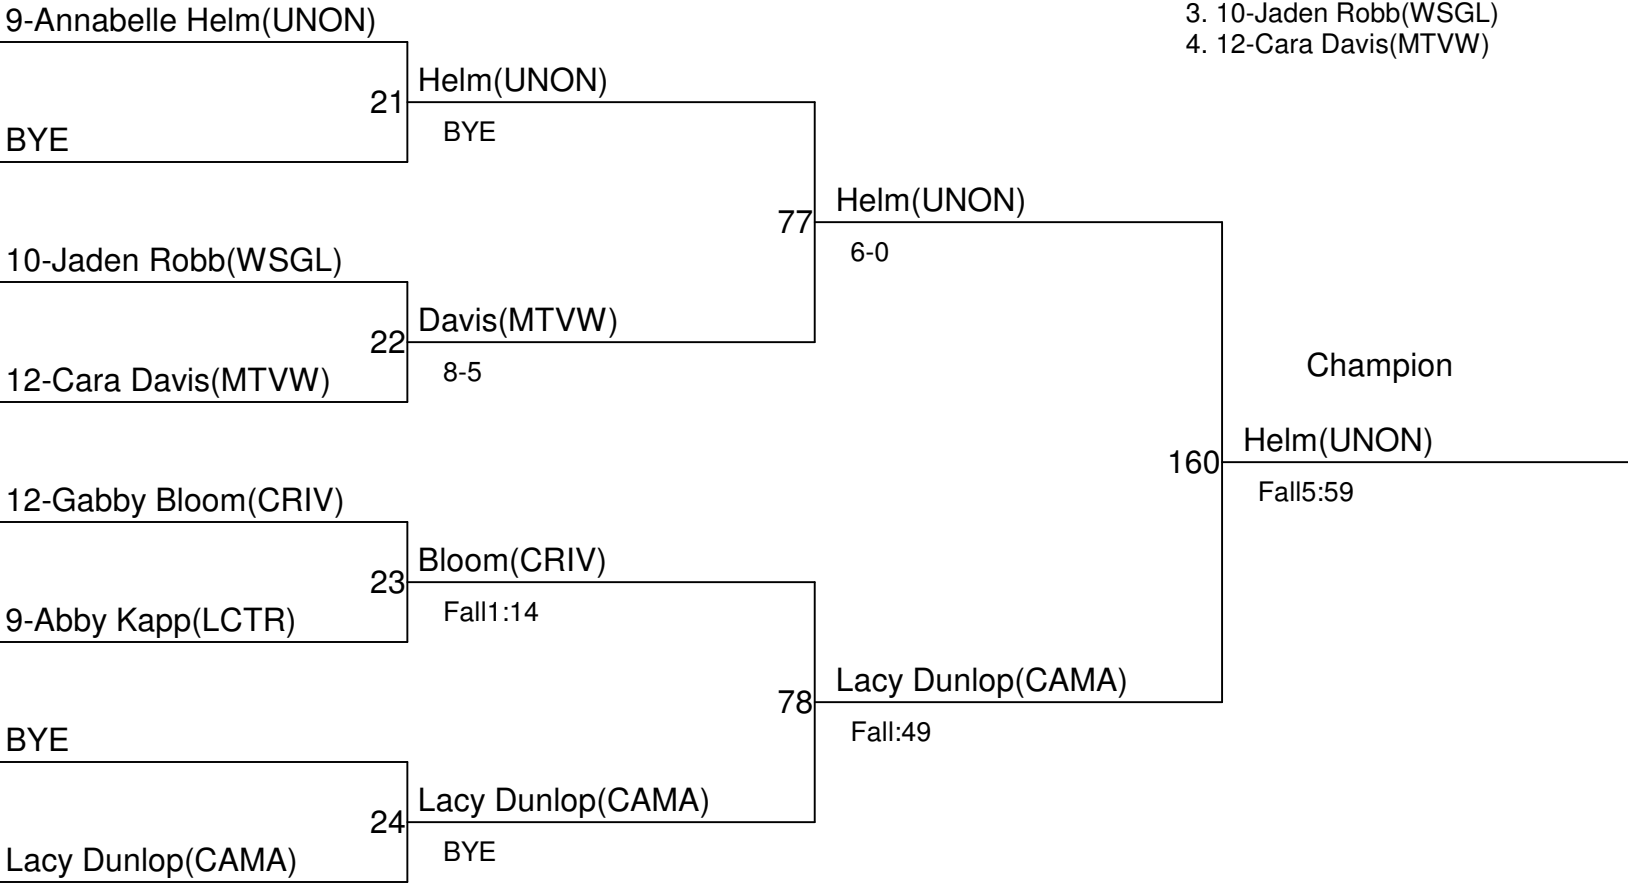 9-Annabelle Helm(UNON)
3. 10-Jaden Robb(WSGL)
4. 12-Cara Davis(MTVW)
Helm(UNON)
21
BYE
BYE
Helm(UNON)
77
6-0
10-Jaden Robb(WSGL)
Davis(MTVW)
22
8-5
12-Cara Davis(MTVW)
Champion
Helm(UNON)
160
Fall5:59
12-Gabby Bloom(CRIV)
Bloom(CRIV)
23
Fall1:14
9-Abby Kapp(LCTR)
Lacy Dunlop(CAMA)
78
Fall:49
BYE
Lacy Dunlop(CAMA)
24
BYE
Lacy Dunlop(CAMA)